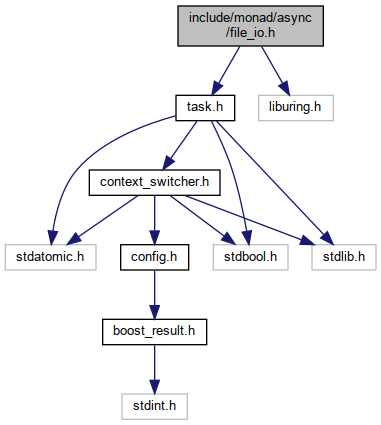 include/monad/async
/file_io.h
task.h
liburing.h
context_switcher.h
stdatomic.h
config.h
stdbool.h
stdlib.h
boost_result.h
stdint.h